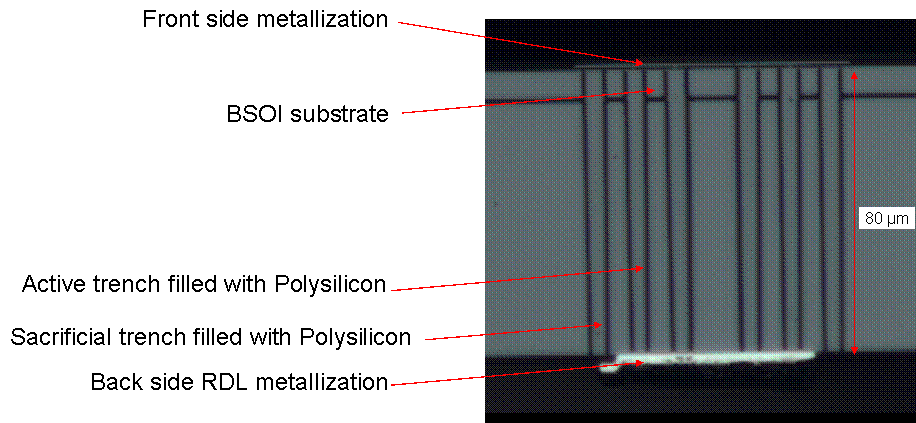 Front side metallization
BSOI substrate
80 µm
Active trench filled with Polysilicon
Sacrificial trench filled with Polysilicon
Back side RDL metallization